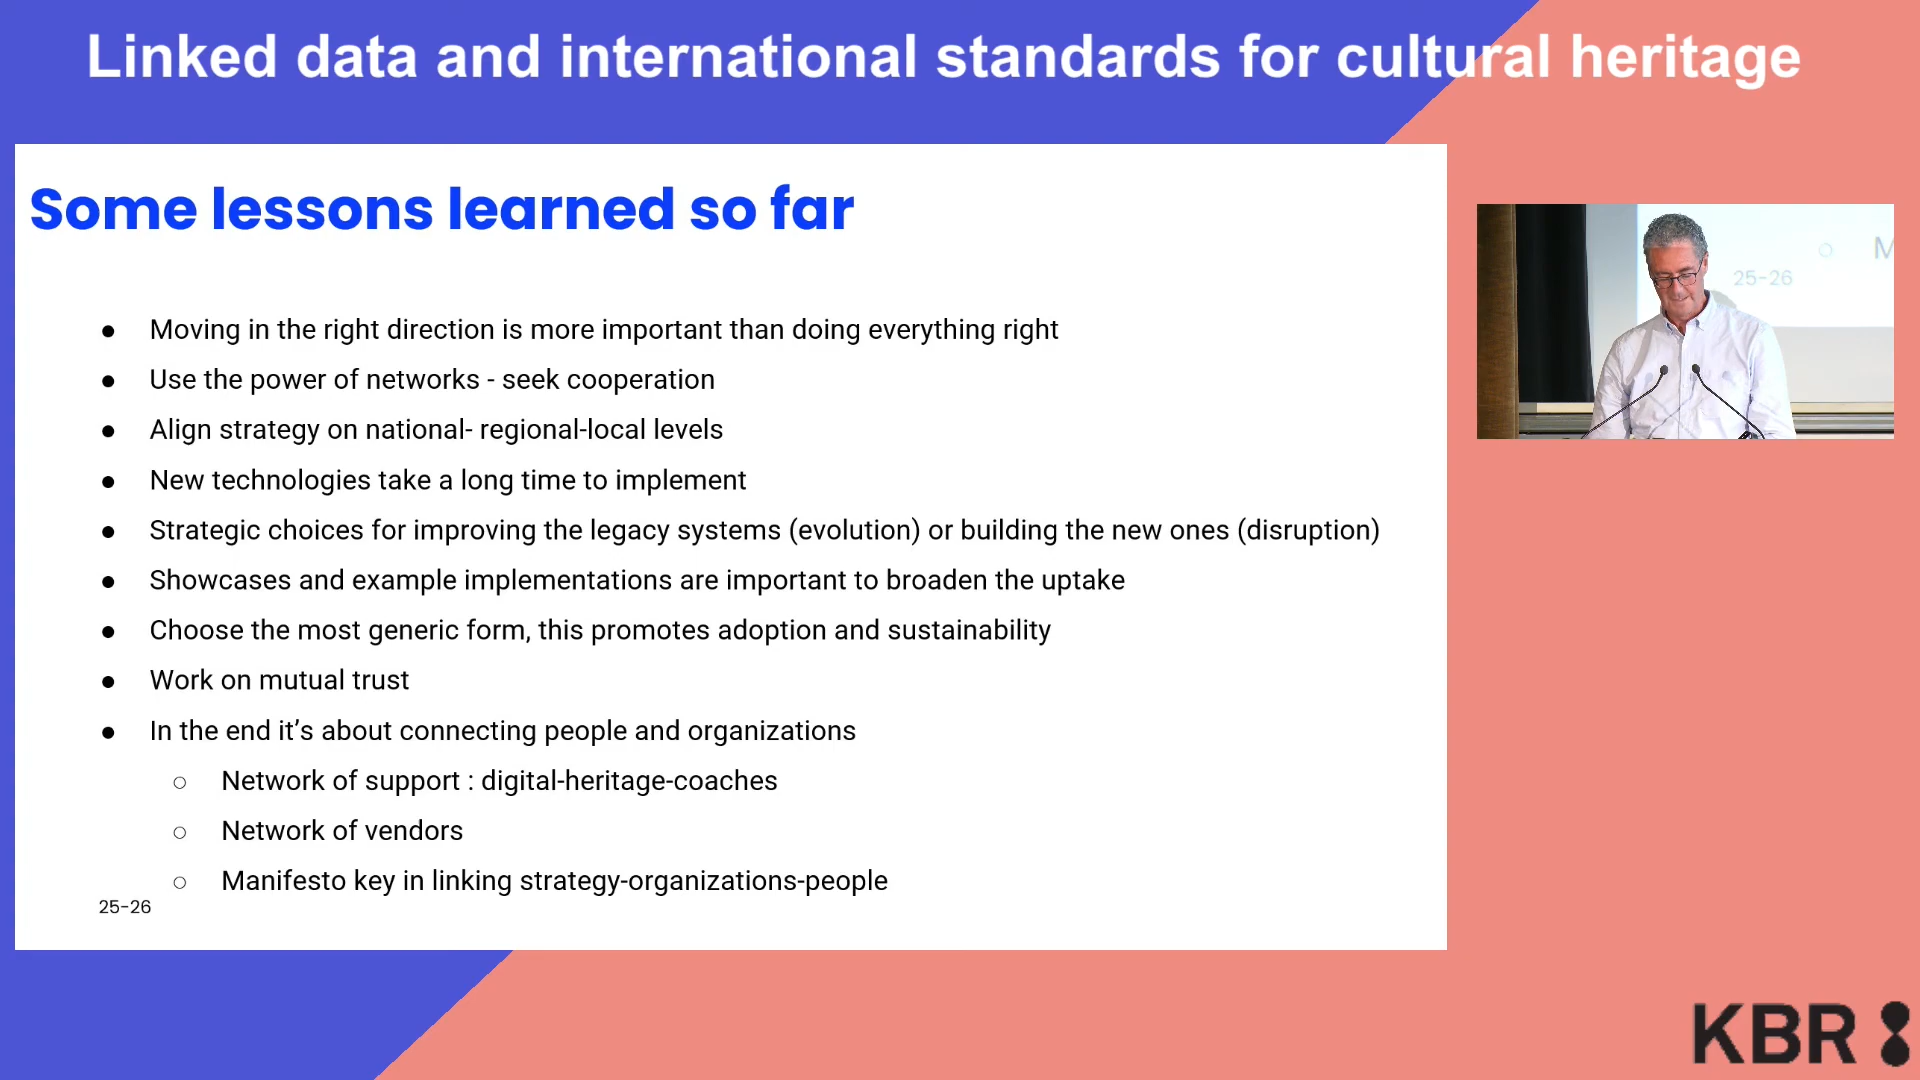 Linked data and international standards for cultural heritage
Some lessons learned so far
● Moving in the right direction is more important than doing everything right
● Use the power of networks - seek cooperation
● Align strategy on national- regional-local levels
● New technologies take a long time to implement
● Strategic choices for improving the legacy systems (evolution) or building the new ones (disruption)
● Showcases and example implementations are important to broaden the uptake
● Choose the most generic form, this promotes adoption and sustainability
● Work on mutual trust
● In the end it’s about connecting people and organizations
○ Network of support : digital-heritage-coaches
○ Network of vendors
○ Manifesto key in linking strategy-organizations-people
25-26
○ M
25-26
KBR